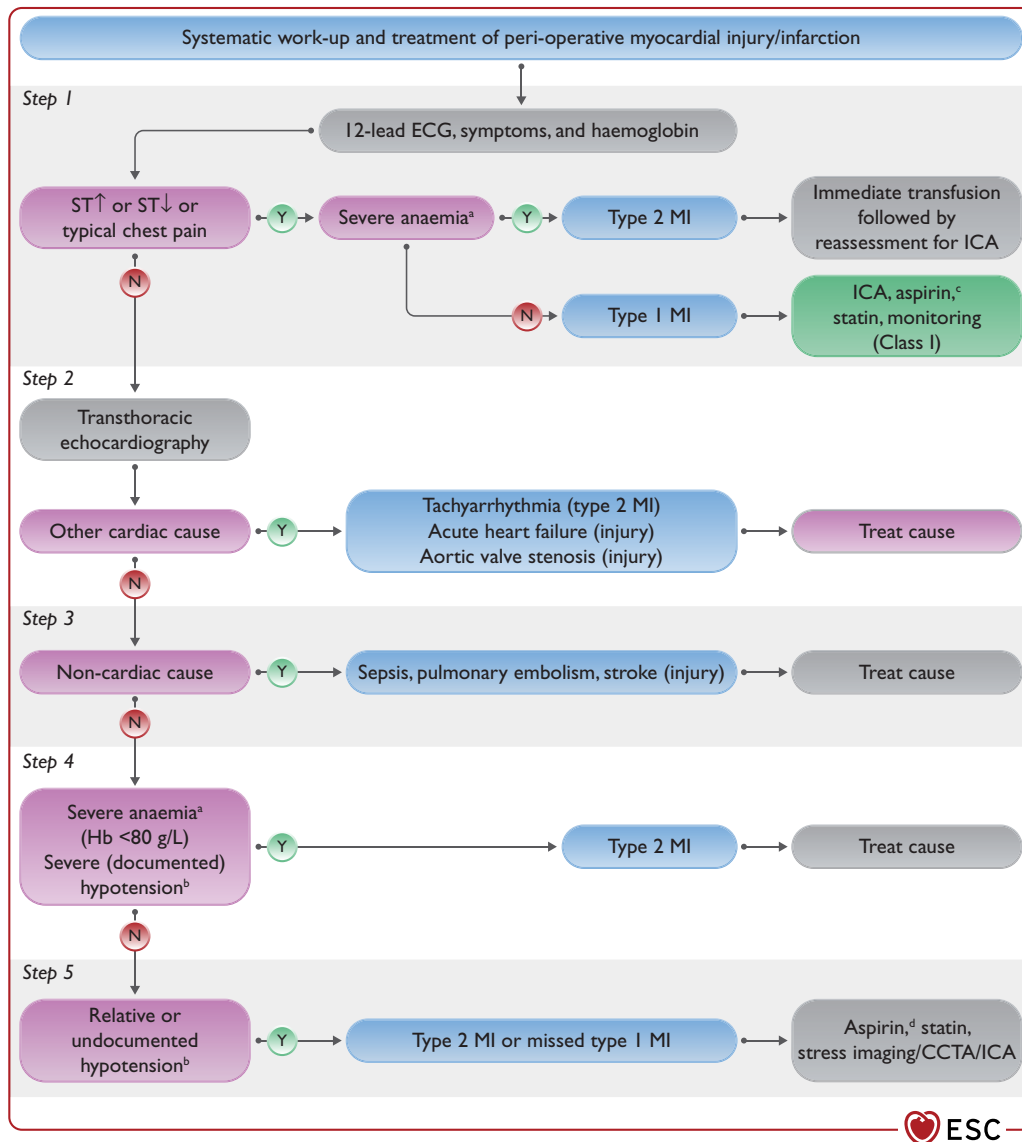 Systematic work-up and treatment of peri-operative myocardial injury/infarction
Step 1
12-lead ECG, symptoms, and haemoglobin
ST↑ or ST↓ or
typical chest pain
Y
Severe anaemiaᵃ
Y
Type 2 MI
Immediate transfusion
followed by
reassessment for ICA
N
N
Type 1 MI
ICA, aspirin,ᶜ
statin, monitoring
(Class I)
Step 2
Transthoracic
echocardiography
Other cardiac cause
Y
Tachyarrhythmia (type 2 MI)
Acute heart failure (injury)
Aortic valve stenosis (injury)
Treat cause
N
Step 3
Non-cardiac cause
Y
Sepsis, pulmonary embolism, stroke (injury)
Treat cause
N
Step 4
Severe anaemiaᵃ
(Hb <80 g/L)
Severe (documented)
hypotensionᵇ
Y
Type 2 MI
Treat cause
N
Step 5
Relative or
undocumented
hypotensionᵇ
Y
Type 2 MI or missed type 1 MI
Aspirin,ᵈ statin,
stress imaging/CCTA/ICA
ESC